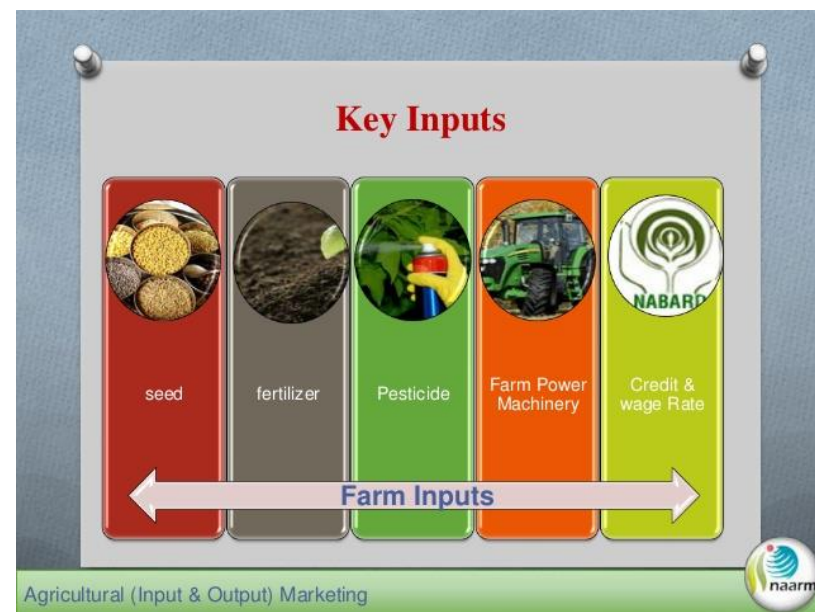 Key Inputs
NABARD
seed
fertilizer
Pesticide
Farm Power
Machinery
Credit &
wage Rate
Farm Inputs
Agricultural (Input & Output) Marketing
naarm